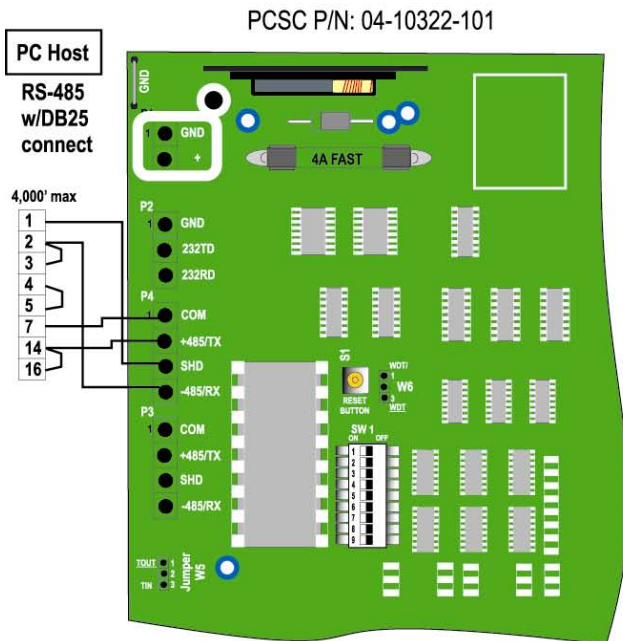 PCSC P/N: 04-10322-101
PC Host
RS-485
w/DB25
connect
4,000' max
1
2
3
4
5
7
14
16
GND
1 GND
+
4A FAST
P2
1 GND
232TD
232RD
P4
1 COM
+485/TX
SHD
-485/RX
P3
1 COM
+485/TX
SHD
-485/RX
TOUT 1
2
TIN 3
Jumper
W5
S1
RESET
BUTTON
WDT/
1
W6
3
WDT
SW 1
ON OFF
1
2
3
4
5
6
7
8
9